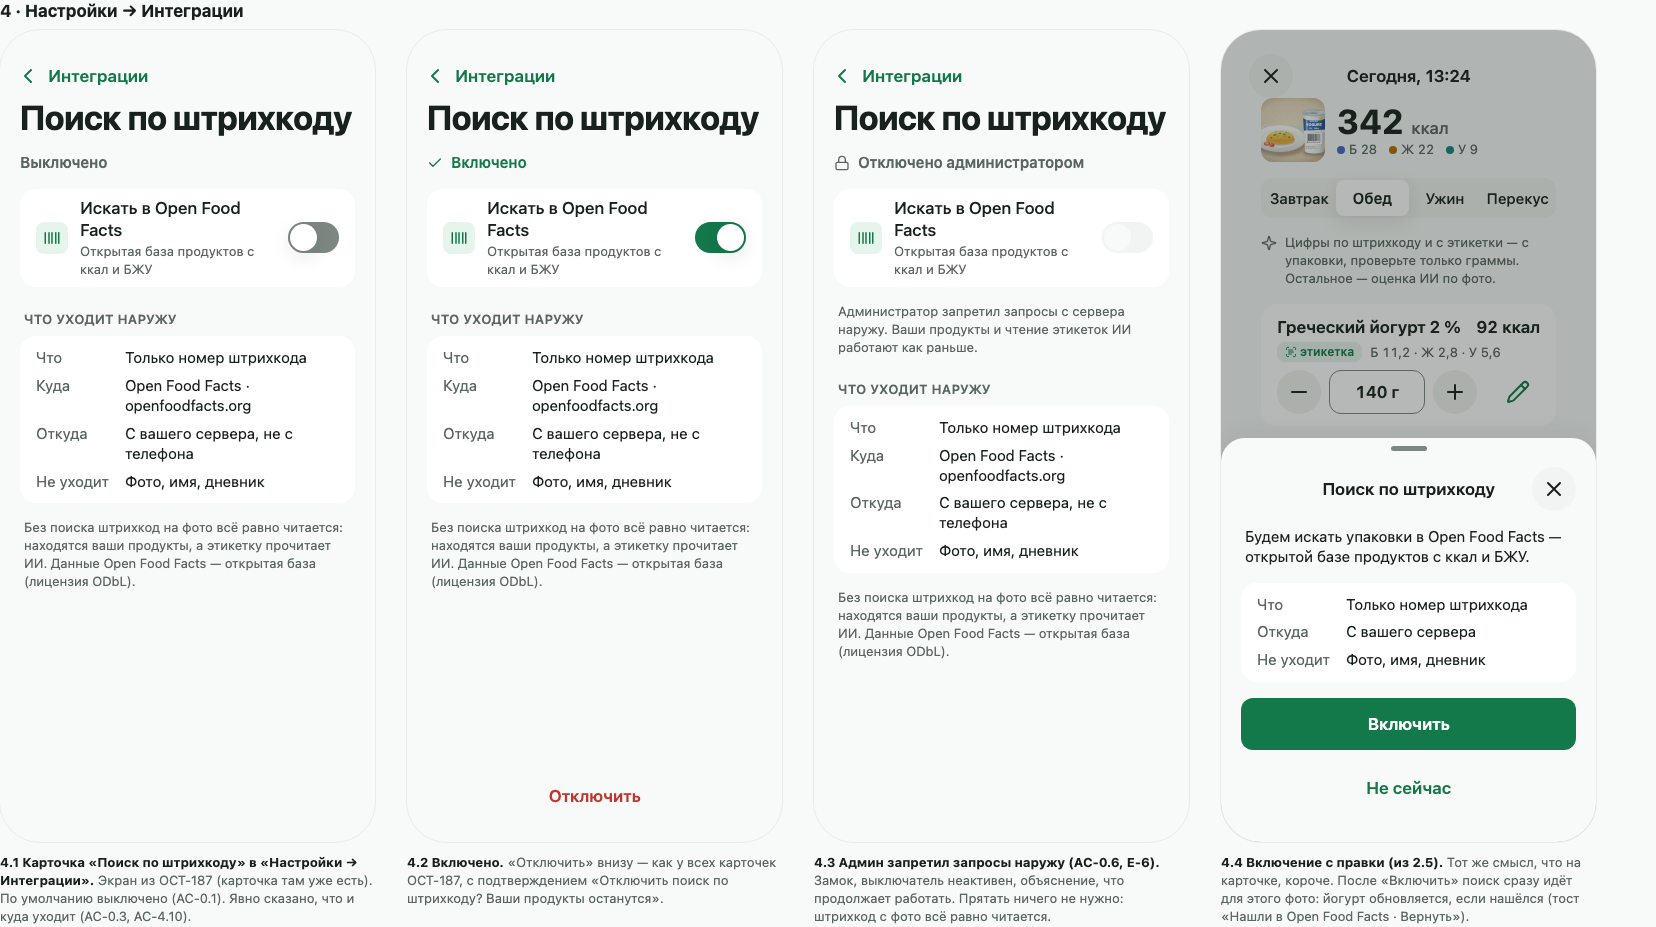 4 · Настройки → Интеграции
Интеграции
Поиск по штрихкоду
Выключено
Искать в Open Food
Facts
Открытая база продуктов с
ккал и БЖУ
ЧТО УХОДИТ НАРУЖУ
Что Только номер штрихкода
Куда Open Food Facts ·
openfoodfacts.org
Откуда С вашего сервера, не с
телефона
Не уходит Фото, имя, дневник
Без поиска штрихкод на фото всё равно читается:
находятся ваши продукты, а этикетку прочитает
ИИ. Данные Open Food Facts — открытая база
(лицензия ODbL).
4.1 Карточка «Поиск по штрихкоду» в «Настройки →
Интеграции». Экран из ОСТ-187 (карточка там уже есть).
По умолчанию выключено (АС-0.1). Явно сказано, что и
куда уходит (АС-0.3, АС-4.10).
Интеграции
Поиск по штрихкоду
Включено
Искать в Open Food
Facts
Открытая база продуктов с
ккал и БЖУ
ЧТО УХОДИТ НАРУЖУ
Что Только номер штрихкода
Куда Open Food Facts ·
openfoodfacts.org
Откуда С вашего сервера, не с
телефона
Не уходит Фото, имя, дневник
Без поиска штрихкод на фото всё равно читается:
находятся ваши продукты, а этикетку прочитает
ИИ. Данные Open Food Facts — открытая база
(лицензия ODbL).
Отключить
4.2 Включено. «Отключить» внизу — как у всех карточек
ОСТ-187, с подтверждением «Отключить поиск по
штрихкоду? Ваши продукты останутся».
Интеграции
Поиск по штрихкоду
Отключено администратором
Искать в Open Food
Facts
Открытая база продуктов с
ккал и БЖУ
Администратор запретил запросы с сервера
наружу. Ваши продукты и чтение этикеток ИИ
работают как раньше.
ЧТО УХОДИТ НАРУЖУ
Что Только номер штрихкода
Куда Open Food Facts ·
openfoodfacts.org
Откуда С вашего сервера, не с
телефона
Не уходит Фото, имя, дневник
Без поиска штрихкод на фото всё равно читается:
находятся ваши продукты, а этикетку прочитает
ИИ. Данные Open Food Facts — открытая база
(лицензия ODbL).
4.3 Админ запретил запросы наружу (АС-0.6, Е-6).
Замок, выключатель неактивен, объяснение, что
продолжает работать. Прятать ничего не нужно:
штрихкод с фото всё равно читается.
Сегодня, 13:24
342 ккал
Б 28 Ж 22 У 9
Завтрак Обед Ужин Перекус
Цифры по штрихкоду и с этикетки — с
упаковки, проверьте только граммы.
Остальное — оценка ИИ по фото.
Греческий йогурт 2 % 92 ккал
этикетка Б 11,2 · Ж 2,8 · У 5,6
140 г
Поиск по штрихкоду
Будем искать упаковки в Open Food Facts —
открытой базе продуктов с ккал и БЖУ.
Что Только номер штрихкода
Откуда С вашего сервера
Не уходит Фото, имя, дневник
Включить
Не сейчас
4.4 Включение с правки (из 2.5). Тот же смысл, что на
карточке, короче. После «Включить» поиск сразу идёт
для этого фото: йогурт обновляется, если нашёлся (тост
«Нашли в Open Food Facts · Вернуть»).